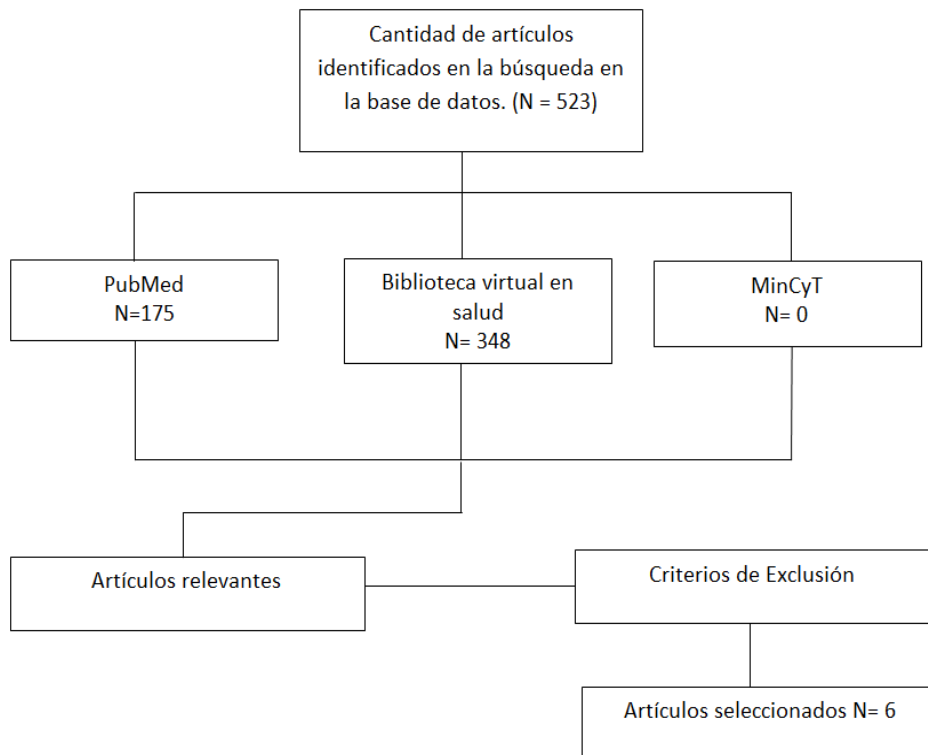 Cantidad de artículos
identificados en la búsqueda en
la base de datos. (N = 523)
PubMed
N=175
Biblioteca virtual en
salud
N= 348
MinCyT
N= 0
Artículos relevantes
Criterios de Exclusión
Artículos seleccionados N= 6